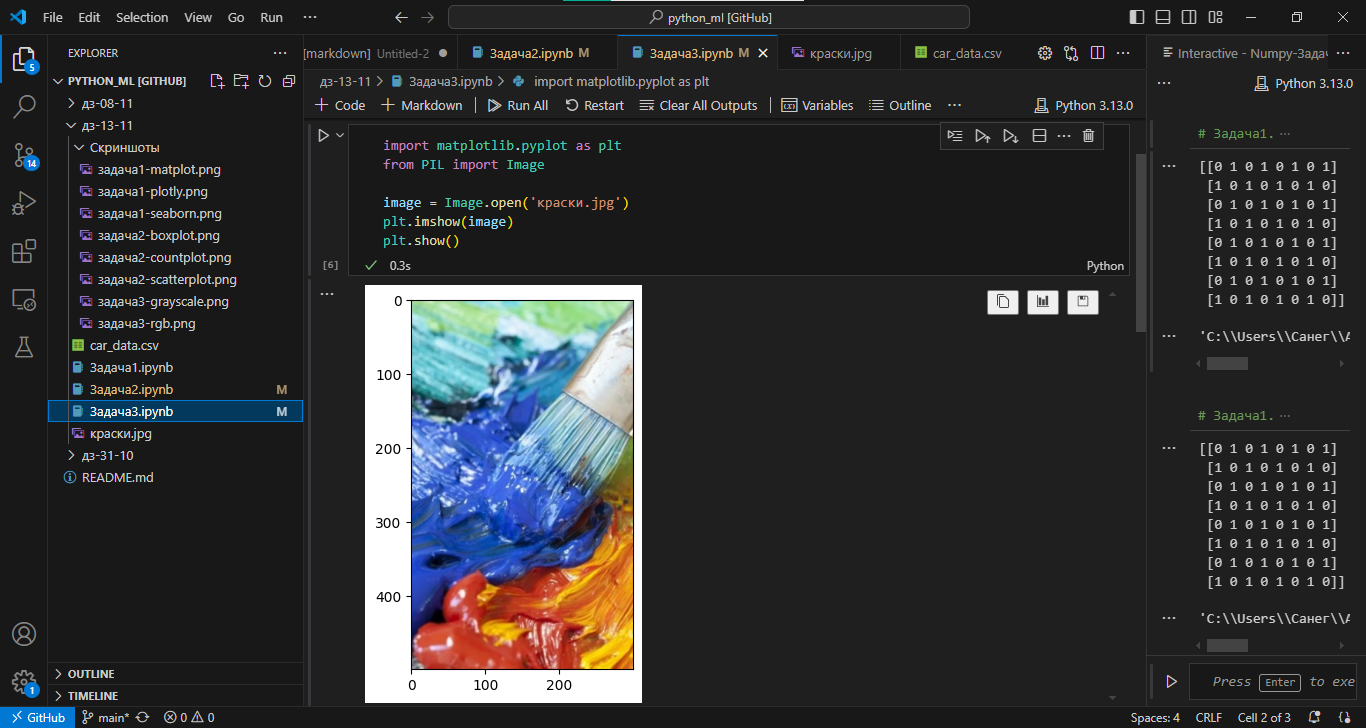 File Edit Selection View Go Run ··· python_ml [GitHub]
EXPLORER ···
PYTHON_ML [GITHUB]
дз-08-11
дз-13-11
Скриншоты
задача1-matplot.png
задача1-plotly.png
задача1-seaborn.png
задача2-boxplot.png
задача2-countplot.png
задача2-scatterplot.png
задача3-grayscale.png
задача3-rgb.png
car_data.csv
Задача1.ipynb
Задача2.ipynb M
Задача3.ipynb M
краски.jpg
дз-31-10
README.md
OUTLINE
TIMELINE
5
14
1
[markdown] Untitled-2 Задача2.ipynb M Задача3.ipynb M краски.jpg car_data.csv ···
дз-13-11 > Задача3.ipynb > import matplotlib.pyplot as plt
+ Code + Markdown Run All Restart Clear All Outputs Variables Outline ··· Python 3.13.0
import matplotlib.pyplot as plt
from PIL import Image
image = Image.open('краски.jpg')
plt.imshow(image)
plt.show()
[6] 0.3s Python
0
100
200
300
400
0 100 200
Interactive - Numpy-Задач ···
··· Python 3.13.0
# Задача1. ···
[[0 1 0 1 0 1 0 1]
[1 0 1 0 1 0 1 0]
[0 1 0 1 0 1 0 1]
[1 0 1 0 1 0 1 0]
[0 1 0 1 0 1 0 1]
[1 0 1 0 1 0 1 0]
[0 1 0 1 0 1 0 1]
[1 0 1 0 1 0 1 0]]
'C:\\Users\\Санег\\A
# Задача1. ···
[[0 1 0 1 0 1 0 1]
[1 0 1 0 1 0 1 0]
[0 1 0 1 0 1 0 1]
[1 0 1 0 1 0 1 0]
[0 1 0 1 0 1 0 1]
[1 0 1 0 1 0 1 0]
[0 1 0 1 0 1 0 1]
[1 0 1 0 1 0 1 0]]
'C:\\Users\\Санег\\A
Press Enter to exe
GitHub main* 0 0 Spaces: 4 CRLF Cell 2 of 3